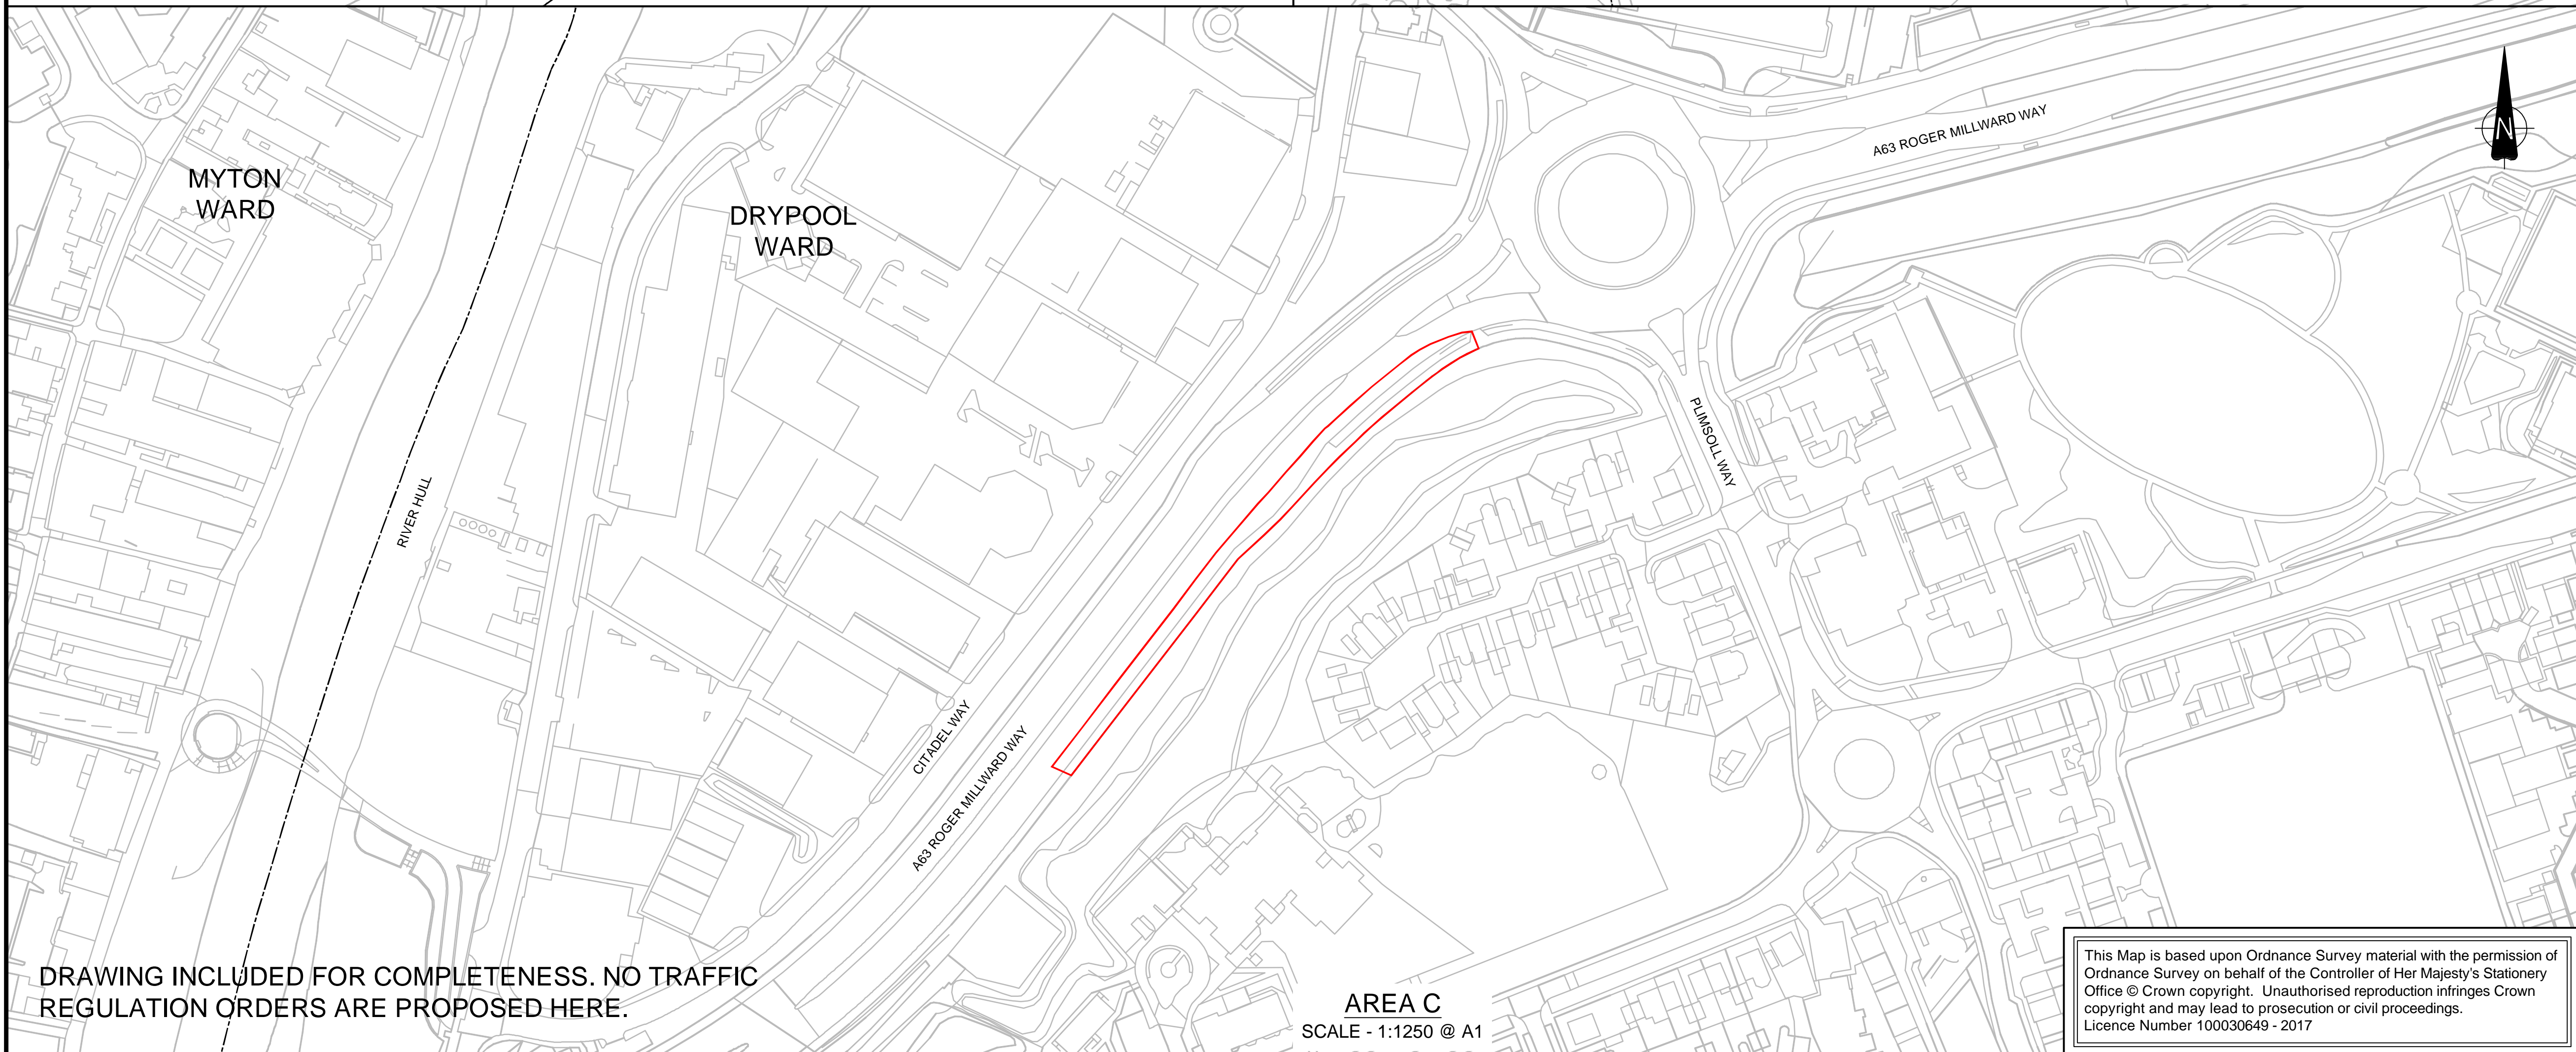 MYTON
WARD
DRYPOOL
WARD
A63 ROGER MILLWARD WAY
N
PLIMSOLL WAY
RIVER HULL
CITADEL WAY
A63 ROGER MILLWARD WAY
DRAWING INCLUDED FOR COMPLETENESS. NO TRAFFIC
REGULATION ORDERS ARE PROPOSED HERE.
AREA C
SCALE - 1:1250 @ A1
This Map is based upon Ordnance Survey material with the permission of
Ordnance Survey on behalf of the Controller of Her Majesty's Stationery
Office © Crown copyright. Unauthorised reproduction infringes Crown
copyright and may lead to prosecution or civil proceedings.
Licence Number 100030649 - 2017